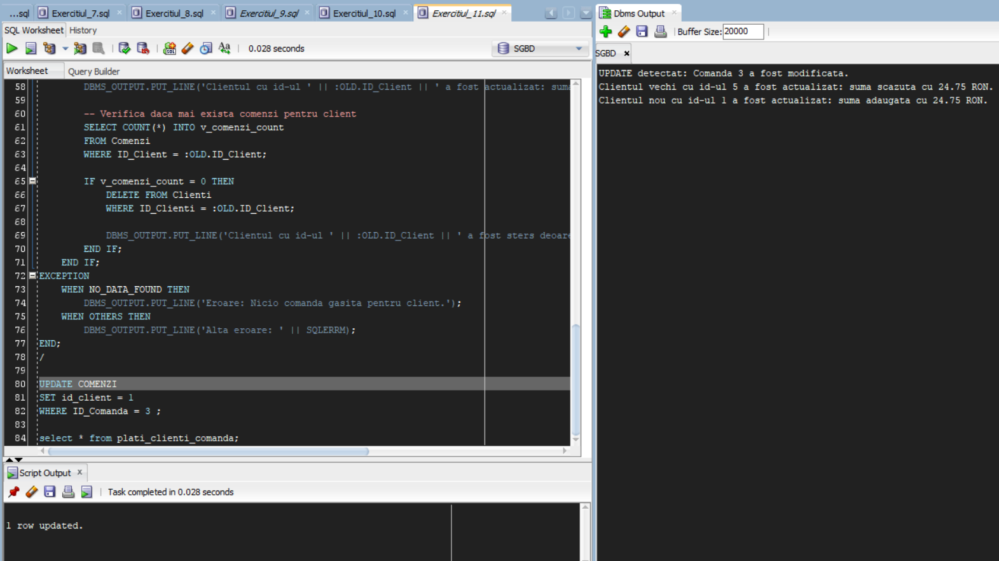 ...sql Exercitiul_7.sql Exercitiul_8.sql Exercitiul_9.sql Exercitiul_10.sql Exercitiul_11.sql
SQL Worksheet History
0.028 seconds
SGBD
Worksheet Query Builder
58 DBMS_OUTPUT.PUT_LINE('Clientul cu id-ul ' || :OLD.ID_Client || ' a fost actualizat: suma
59
60 -- Verifica daca mai exista comenzi pentru client
61 SELECT COUNT(*) INTO v_comenzi_count
62 FROM Comenzi
63 WHERE ID_Client = :OLD.ID_Client;
64
65 IF v_comenzi_count = 0 THEN
66 DELETE FROM Clienti
67 WHERE ID_Clienti = :OLD.ID_Client;
68
69 DBMS_OUTPUT.PUT_LINE('Clientul cu id-ul ' || :OLD.ID_Client || ' a fost sters deoare
70 END IF;
71 END IF;
72 EXCEPTION
73 WHEN NO_DATA_FOUND THEN
74 DBMS_OUTPUT.PUT_LINE('Eroare: Nicio comanda gasita pentru client.');
75 WHEN OTHERS THEN
76 DBMS_OUTPUT.PUT_LINE('Alta eroare: ' || SQLERRM);
77 END;
78 /
79
80 UPDATE COMENZI
81 SET id_client = 1
82 WHERE ID_Comanda = 3 ;
83
84 select * from plati_clienti_comanda;
Script Output x
Task completed in 0.028 seconds
1 row updated.
Dbms Output
Buffer Size: 20000
SGBD x
UPDATE detectat: Comanda 3 a fost modificata.
Clientul vechi cu id-ul 5 a fost actualizat: suma scazuta cu 24.75 RON.
Clientul nou cu id-ul 1 a fost actualizat: suma adaugata cu 24.75 RON.